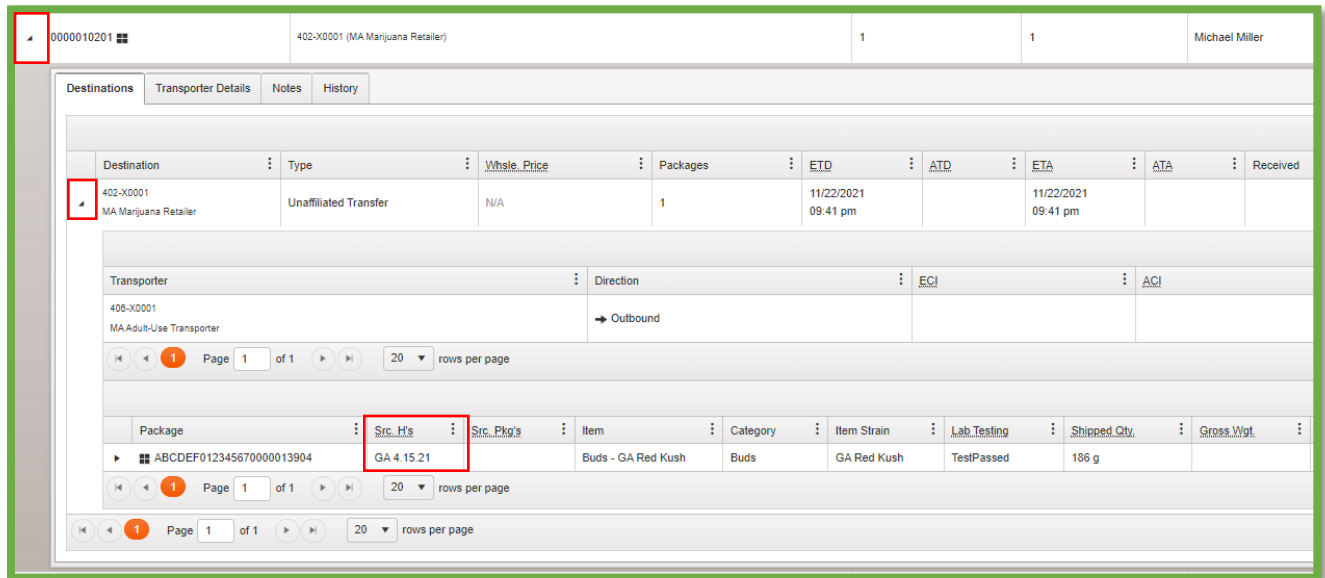 0000010201 402-X0001 (MA Marijuana Retailer) 1 1 Michael Miller
Destinations Transporter Details Notes History
Destination Type Whsle. Price Packages ETD ATD ETA ATA Received
402-X0001
MA Marijuana Retailer Unaffiliated Transfer N/A 1 11/22/2021 11/22/2021
09:41 pm 09:41 pm
Transporter Direction ECI ACI
406-X0001
MA Adult-Use Transporter Outbound
1 Page 1 of 1 20 rows per page
Package Src. H's Src. Pkg's Item Category Item Strain Lab Testing Shipped Qty. Gross Wgt.
ABCDEF012345670000013904 GA 4.15.21 Buds - GA Red Kush Buds GA Red Kush TestPassed 186 g
1 Page 1 of 1 20 rows per page
1 Page 1 of 1 20 rows per page